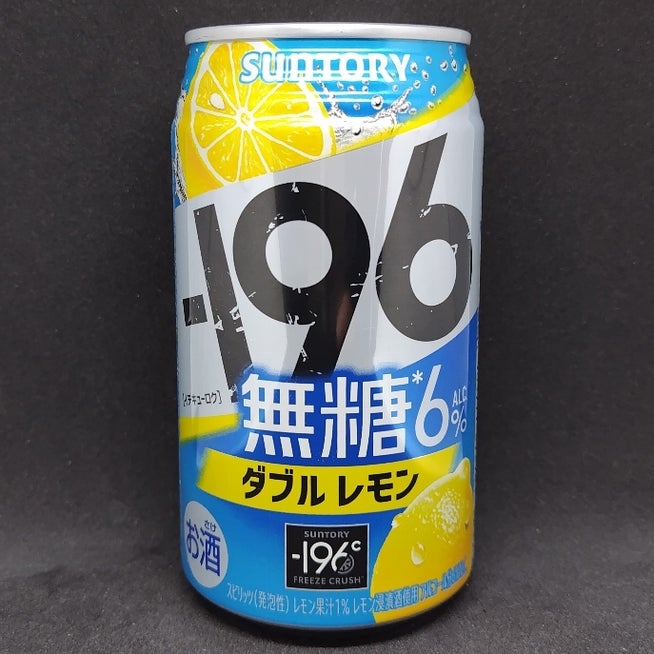 SUNTORY
-196
[イチキューロク]
無糖*6%
ALC.
ダブルレモン
さけ
お酒
SUNTORY
-196℃
FREEZE CRUSH™
スピリッツ(発泡性) レモン果汁1% レモン浸漬酒使用